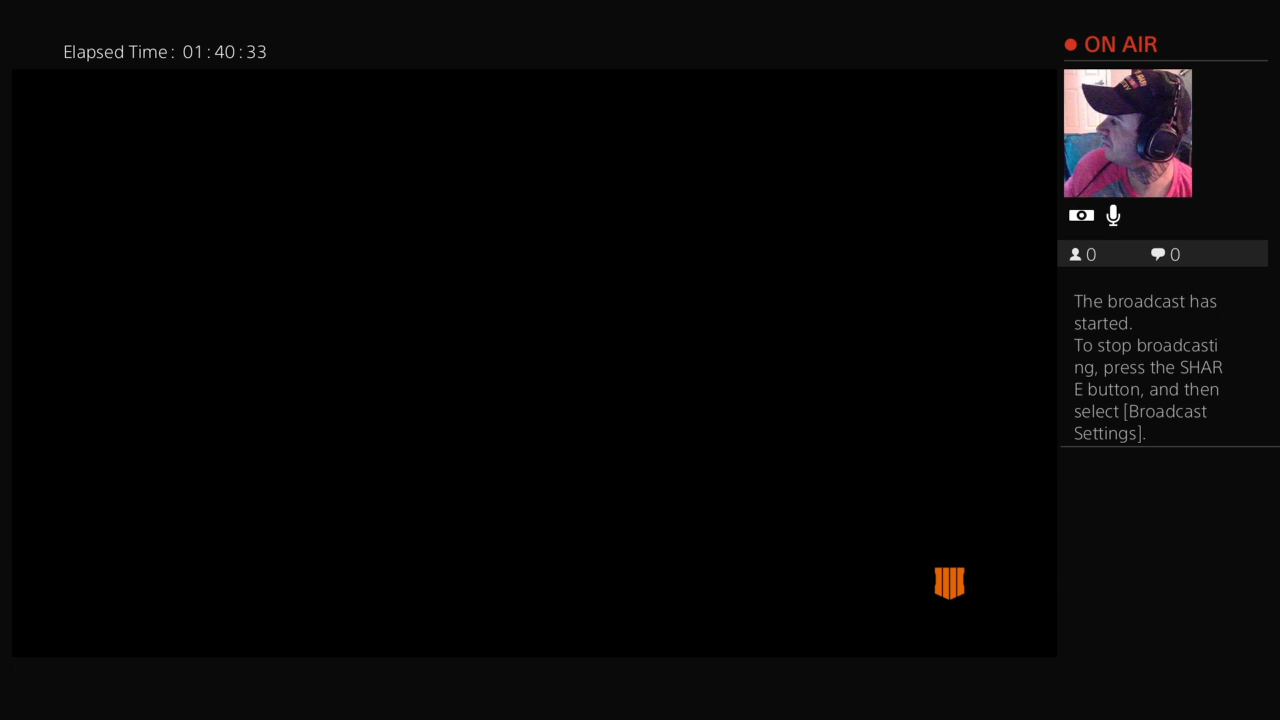 Elapsed Time: 01:40:33
ON AIR
0 0
The broadcast has
started.
To stop broadcasti
ng, press the SHAR
E button, and then
select [Broadcast
Settings].